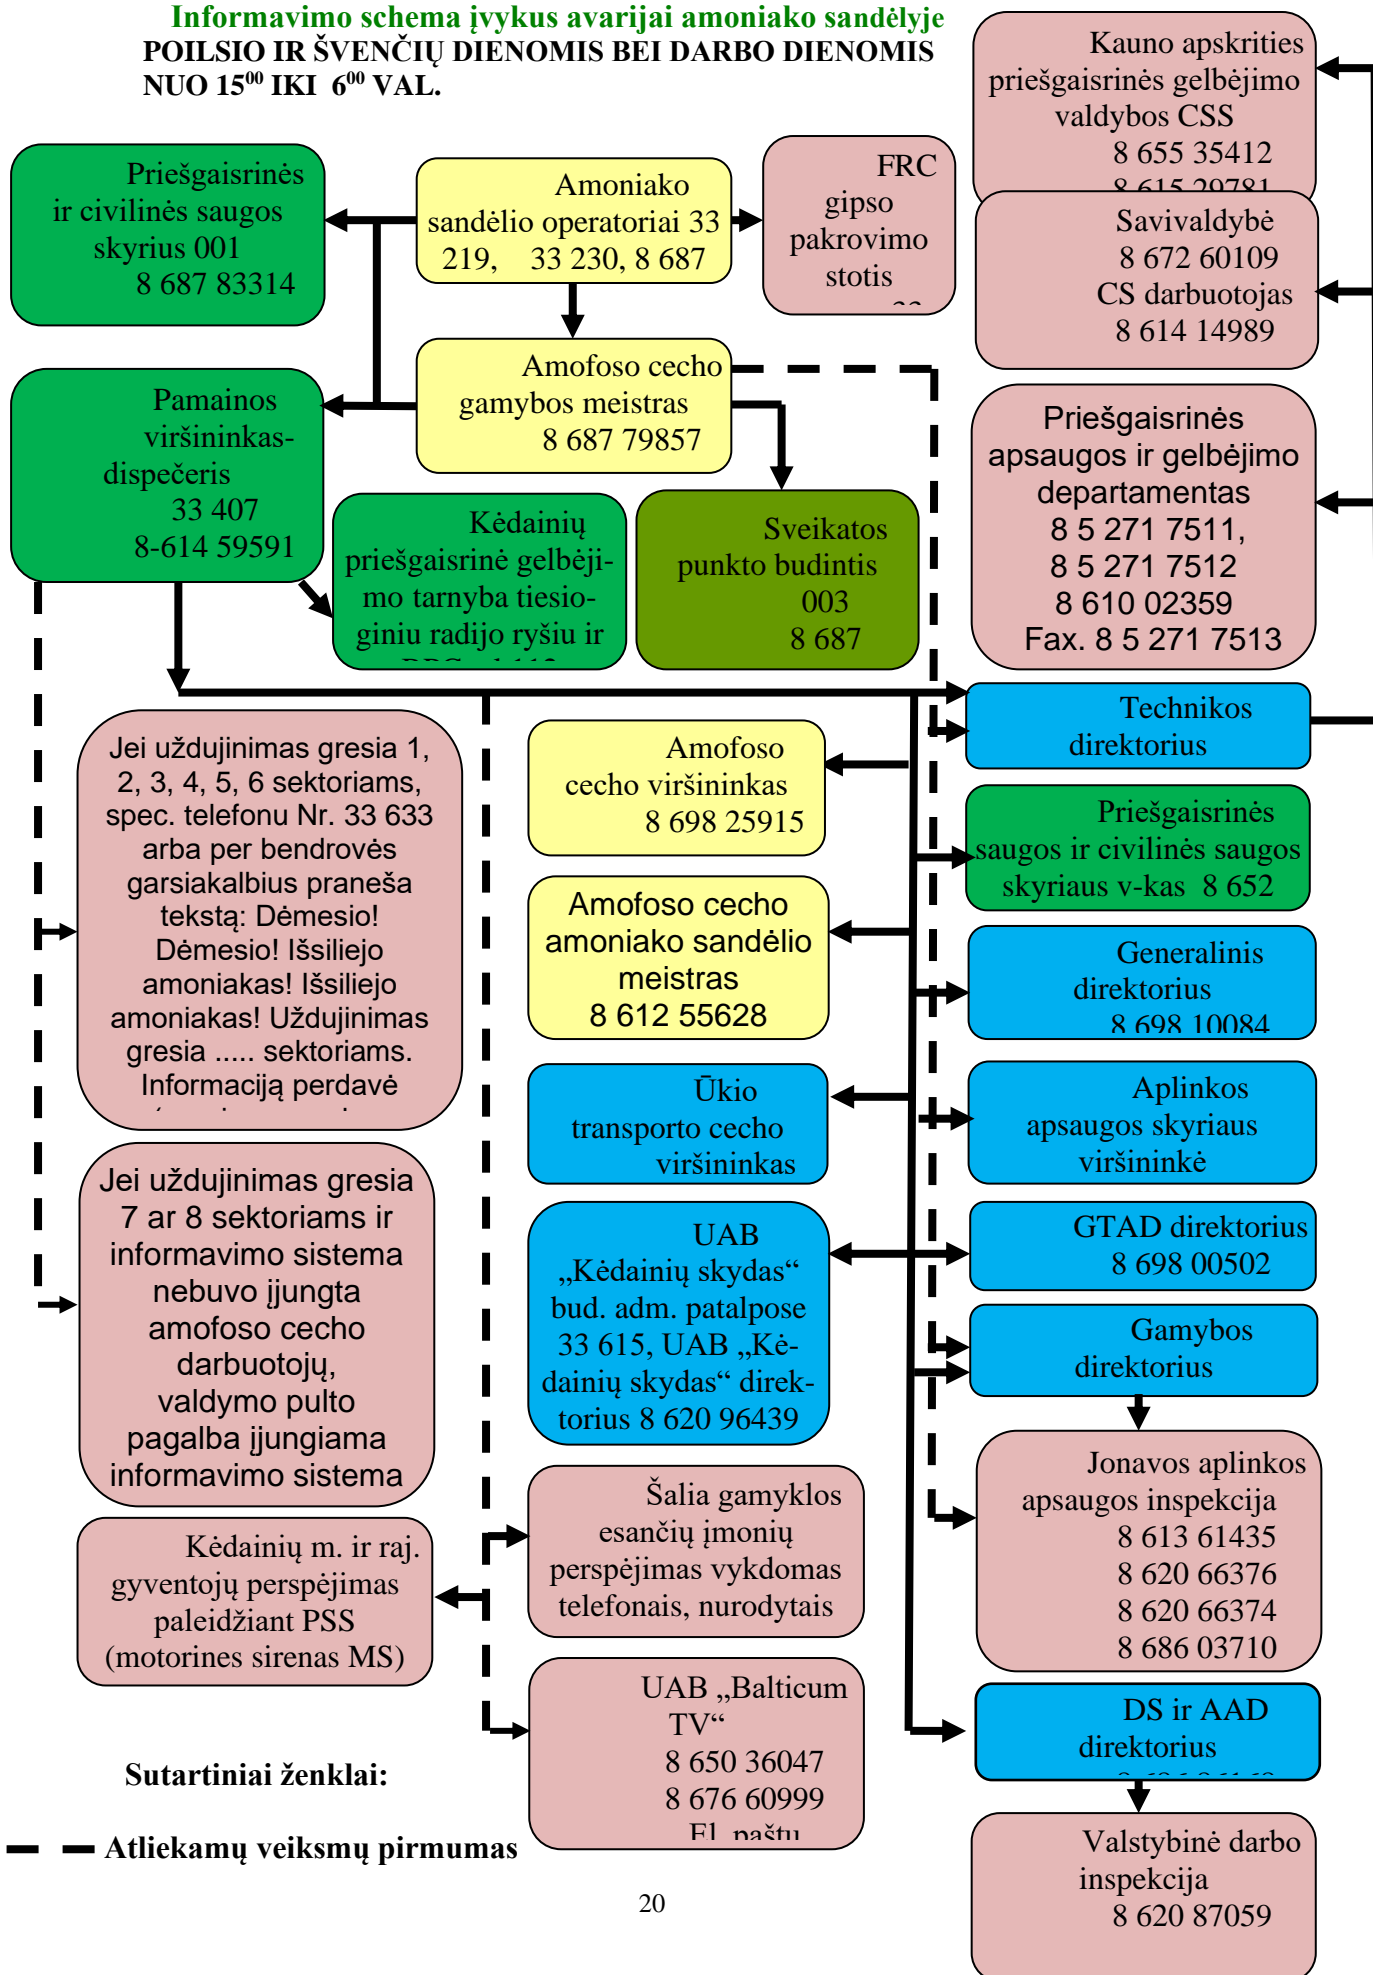 Informavimo schema įvykus avarijai amoniako sandėlyje
POILSIO IR ŠVENČIŲ DIENOMIS BEI DARBO DIENOMIS
NUO 15⁰⁰ IKI 6⁰⁰ VAL.
Kauno apskrities
priešgaisrinės gelbėjimo
valdybos CSS
8 655 35412
8 615 29781
Priešgaisrinės
ir civilinės saugos
skyrius 001
8 687 83314
Amoniako
sandėlio operatoriai 33
219, 33 230, 8 687
FRC
gipso
pakrovimo
stotis
Savivaldybė
8 672 60109
CS darbuotojas
8 614 14989
Pamainos
viršininkas-
dispečeris
33 407
8-614 59591
Amofoso cecho
gamybos meistras
8 687 79857
Priešgaisrinės
apsaugos ir gelbėjimo
departamentas
8 5 271 7511,
8 5 271 7512
8 610 02359
Fax. 8 5 271 7513
Kėdainių
priešgaisrinė gelbėji-
mo tarnyba tiesio-
giniu radijo ryšiu ir
Sveikatos
punkto budintis
003
8 687
Technikos
direktorius
Jei uždujinimas gresia 1,
2, 3, 4, 5, 6 sektoriams,
spec. telefonu Nr. 33 633
arba per bendrovės
garsiakalbius praneša
tekstą: Dėmesio!
Dėmesio! Išsiliejo
amoniakas! Išsiliejo
amoniakas! Uždujinimas
gresia ..... sektoriams.
Informaciją perdavė
Amofoso
cecho viršininkas
8 698 25915
Priešgaisrinės
saugos ir civilinės saugos
skyriaus v-kas 8 652
Amofoso cecho
amoniako sandėlio
meistras
8 612 55628
Generalinis
direktorius
8 698 10084
Ūkio
transporto cecho
viršininkas
Aplinkos
apsaugos skyriaus
viršininkė
Jei uždujinimas gresia
7 ar 8 sektoriams ir
informavimo sistema
nebuvo įjungta
amofoso cecho
darbuotojų,
valdymo pulto
pagalba įjungiama
informavimo sistema
UAB
„Kėdainių skydas“
bud. adm. patalpose
33 615, UAB „Kė-
dainių skydas“ direk-
torius 8 620 96439
GTAD direktorius
8 698 00502
Gamybos
direktorius
Šalia gamyklos
esančių įmonių
perspėjimas vykdomas
telefonais, nurodytais
Jonavos aplinkos
apsaugos inspekcija
8 613 61435
8 620 66376
8 620 66374
8 686 03710
Kėdainių m. ir raj.
gyventojų perspėjimas
paleidžiant PSS
(motorines sirenas MS)
UAB „Balticum
TV“
8 650 36047
8 676 60999
El. paštu
DS ir AAD
direktorius
Valstybinė darbo
inspekcija
8 620 87059
Sutartiniai ženklai:
Atliekamų veiksmų pirmumas
20